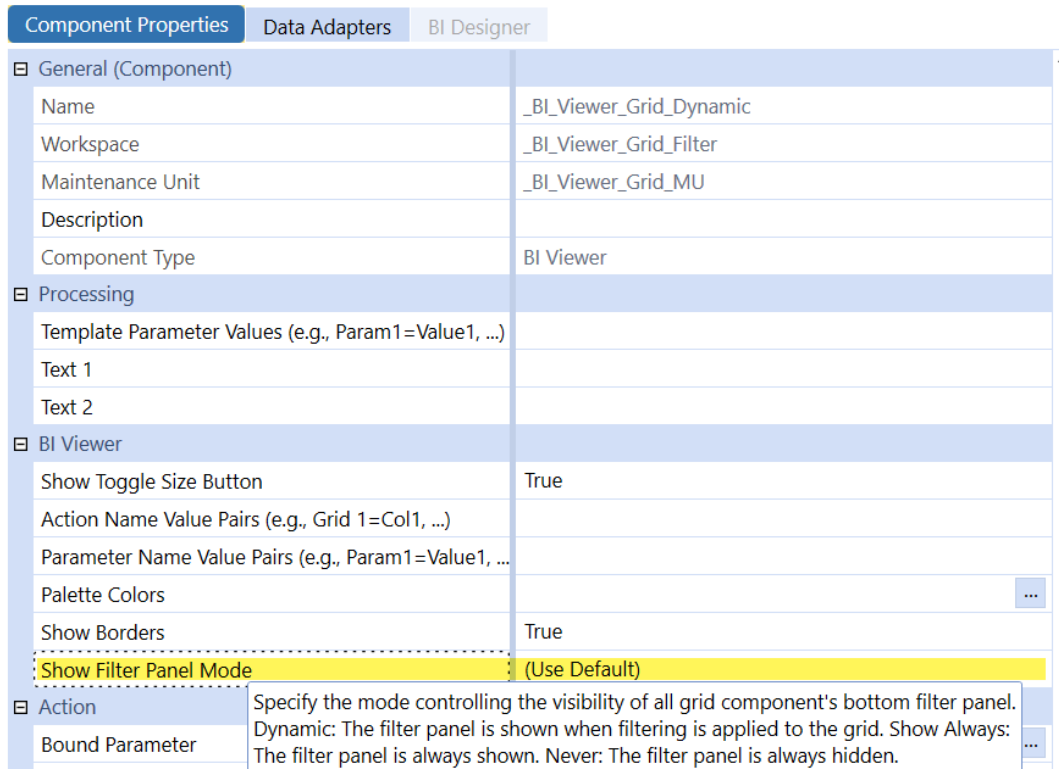 Component Properties Data Adapters BI Designer
General (Component)
Name _BI_Viewer_Grid_Dynamic
Workspace _BI_Viewer_Grid_Filter
Maintenance Unit _BI_Viewer_Grid_MU
Description
Component Type BI Viewer
Processing
Template Parameter Values (e.g., Param1=Value1, ...)
Text 1
Text 2
BI Viewer
Show Toggle Size Button True
Action Name Value Pairs (e.g., Grid 1=Col1, ...)
Parameter Name Value Pairs (e.g., Param1=Value1, ...
Palette Colors ...
Show Borders True
Show Filter Panel Mode (Use Default)
Action
Bound Parameter ...
Specify the mode controlling the visibility of all grid component's bottom filter panel.
Dynamic: The filter panel is shown when filtering is applied to the grid. Show Always:
The filter panel is always shown. Never: The filter panel is always hidden.